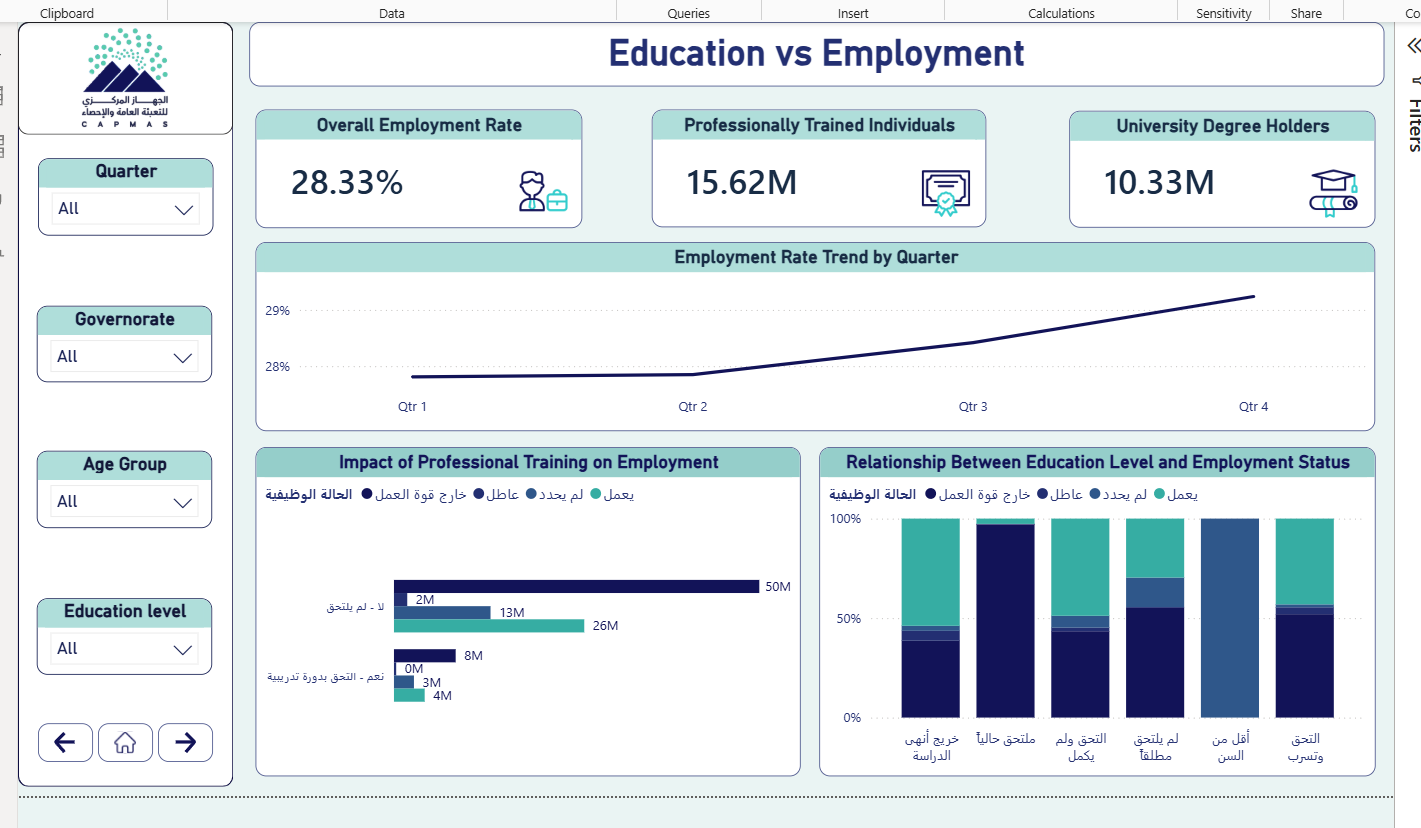 Clipboard
Data
Queries
Insert
Calculations
Sensitivity
Share
Co
الجهاز المركزي
للتعبئة العامة والإحصاء
CAPMAS
Education vs Employment
Quarter
All
Governorate
All
Age Group
All
Education level
All
Overall Employment Rate
28.33%
Professionally Trained Individuals
15.62M
University Degree Holders
10.33M
Employment Rate Trend by Quarter
29%
28%
Qtr 1
Qtr 2
Qtr 3
Qtr 4
Impact of Professional Training on Employment
الحالة الوظيفية خارج قوة العمل عاطل لم يحدد يعمل
لا - لم يلتحق
50M
2M
13M
26M
نعم - التحق بدورة تدريبية
8M
0M
3M
4M
Relationship Between Education Level and Employment Status
الحالة الوظيفية خارج قوة العمل عاطل لم يحدد يعمل
100%
50%
0%
خريج أنهى
الدراسة
ملتحق حالياً
التحق ولم
يكمل
لم يلتحق
مطلقاً
أقل من
السن
التحق
وتسرب
Filters